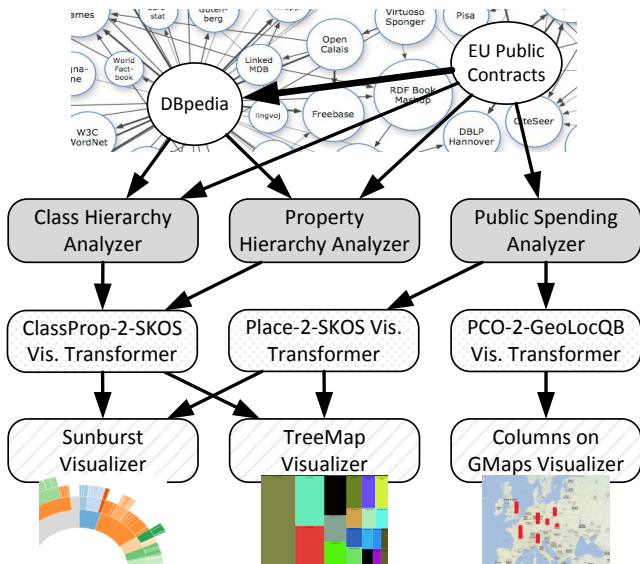 stat
Virtuoso
Sponger
Pisa
Open
Calais
EU Public
Contracts
World
Fact-
book
Linked
MDB
DBpedia
RDF Book
Mashup
lingvoj
Freebase
CiteSeer
W3C
WordNet
DBLP
Hannover
Class Hierarchy
Analyzer
Property
Hierarchy Analyzer
Public Spending
Analyzer
ClassProp-2-SKOS
Vis. Transformer
Place-2-SKOS Vis.
Transformer
PCO-2-GeoLocQB
Vis. Transformer
Sunburst
Visualizer
TreeMap
Visualizer
Columns on
GMaps Visualizer